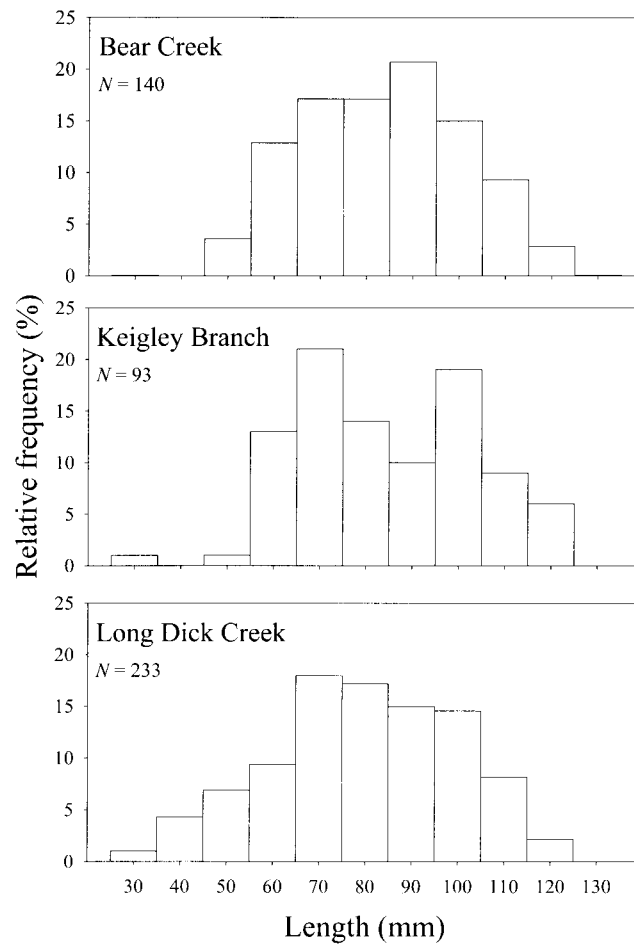 25
Bear Creek
20
N = 140
15
10
5
0
25
Keigley Branch
20
N = 93
15
10
5
0
25
Long Dick Creek
20
N = 233
15
10
5
0
30 40 50 60 70 80 90 100 110 120 130
Relative frequency (%)
Length (mm)